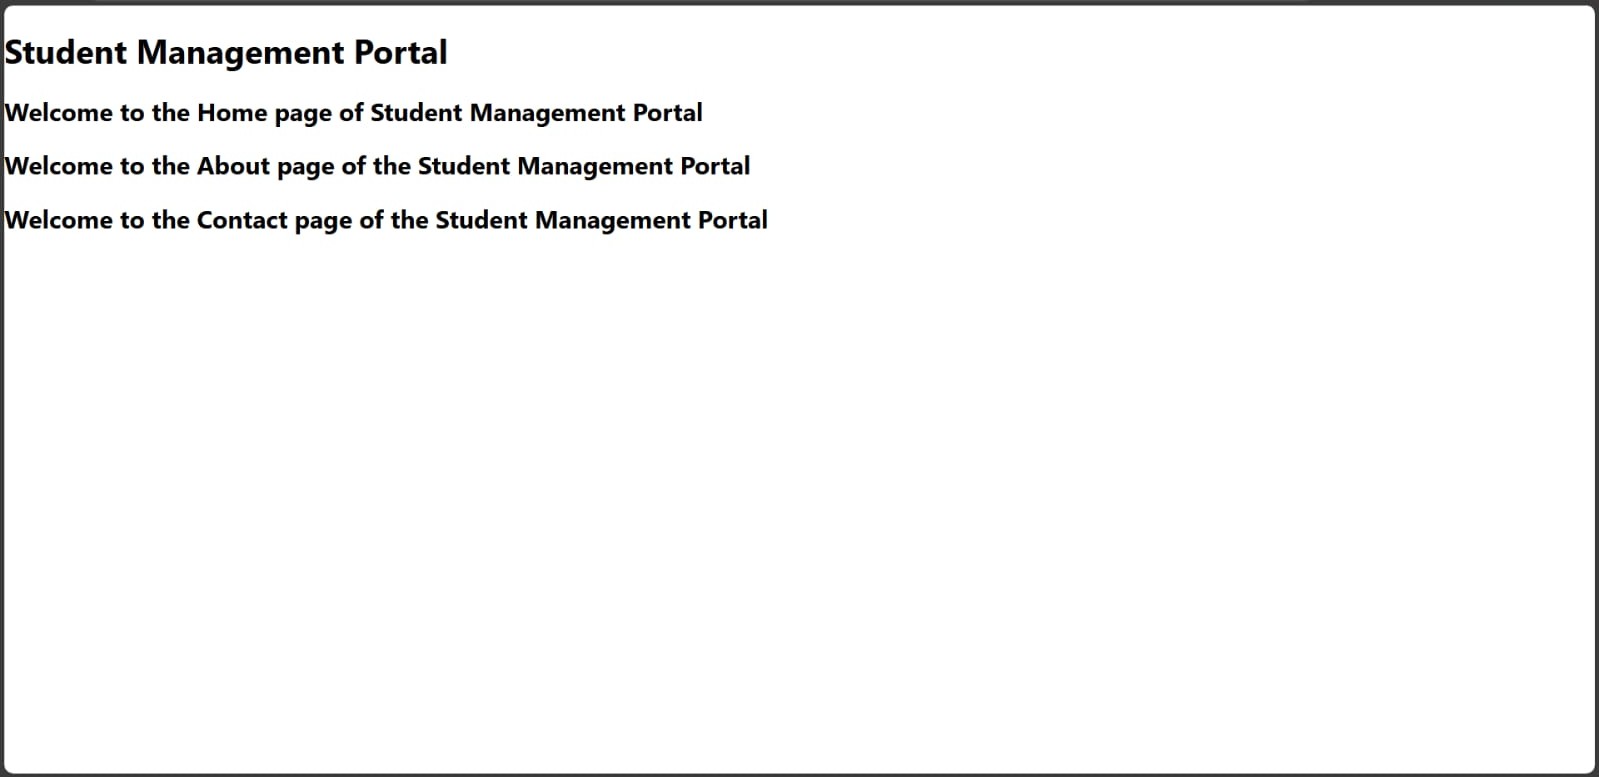 Student Management Portal
Welcome to the Home page of Student Management Portal
Welcome to the About page of the Student Management Portal
Welcome to the Contact page of the Student Management Portal